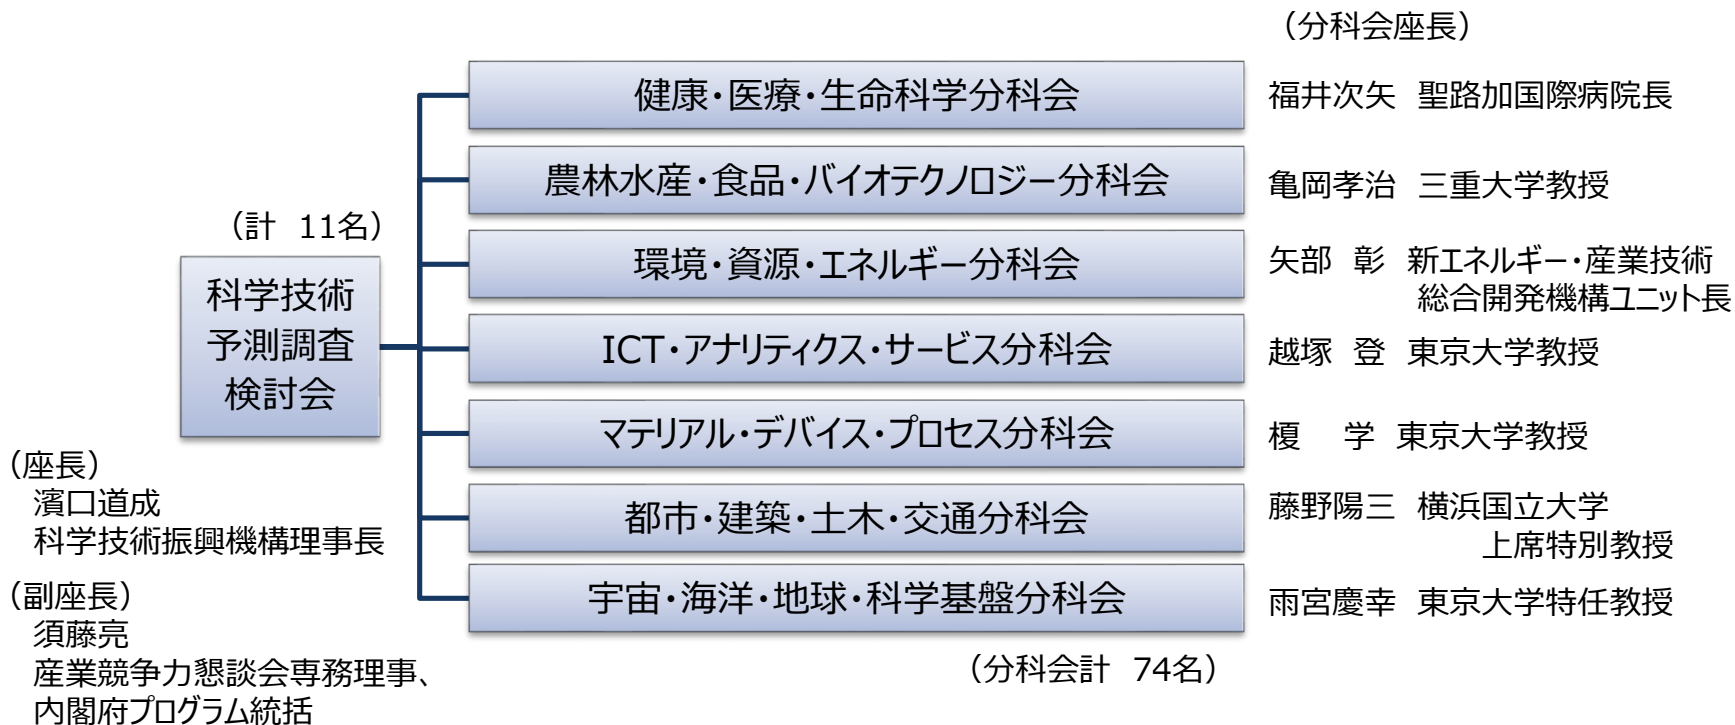 （分科会座長）
健康・医療・生命科学分科会
福井次矢　聖路加国際病院長
農林水産・食品・バイオテクノロジー分科会
亀岡孝治　三重大学教授
（計　11名）
環境・資源・エネルギー分科会
矢部　彰　新エネルギー・産業技術
総合開発機構ユニット長
科学技術
予測調査
検討会
ICT・アナリティクス・サービス分科会
越塚　登　東京大学教授
マテリアル・デバイス・プロセス分科会
榎　学　東京大学教授
（座長）
濱口道成
科学技術振興機構理事長
都市・建築・土木・交通分科会
藤野陽三　横浜国立大学
上席特別教授
（副座長）
須藤亮
産業競争力懇談会専務理事、
内閣府プログラム統括
宇宙・海洋・地球・科学基盤分科会
雨宮慶幸　東京大学特任教授
（分科会計　74名）